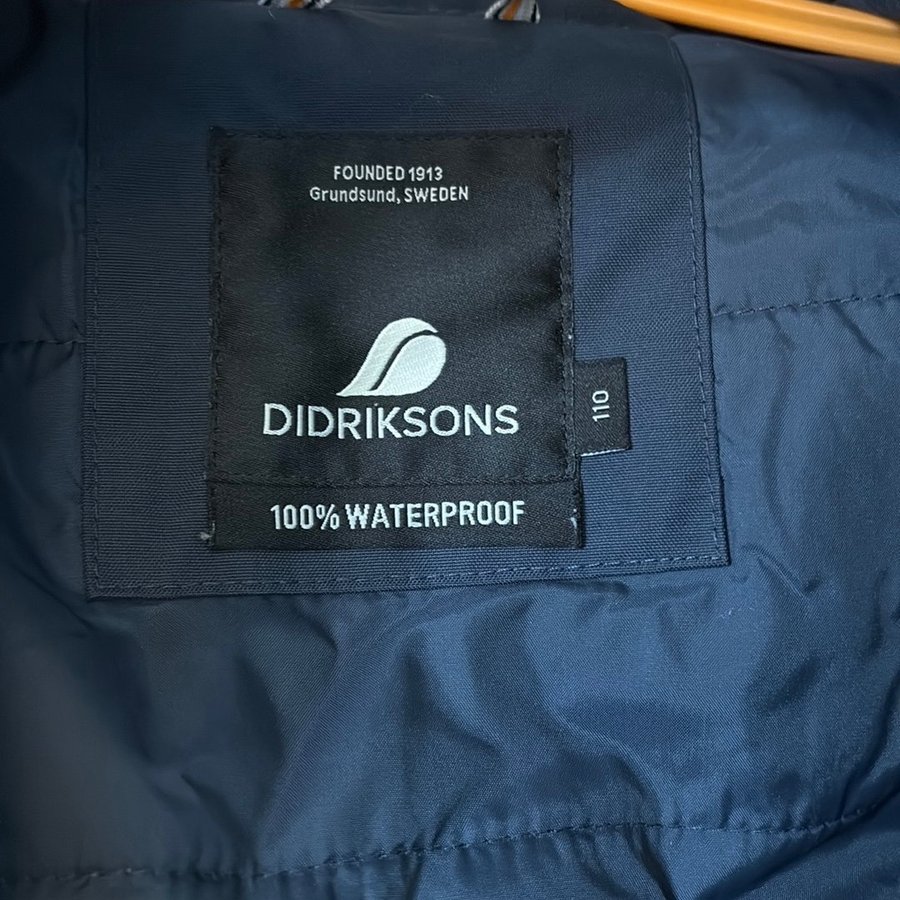 FOUNDED 1913
Grundsund, SWEDEN
DIDRIKSONS
110
100% WATERPROOF